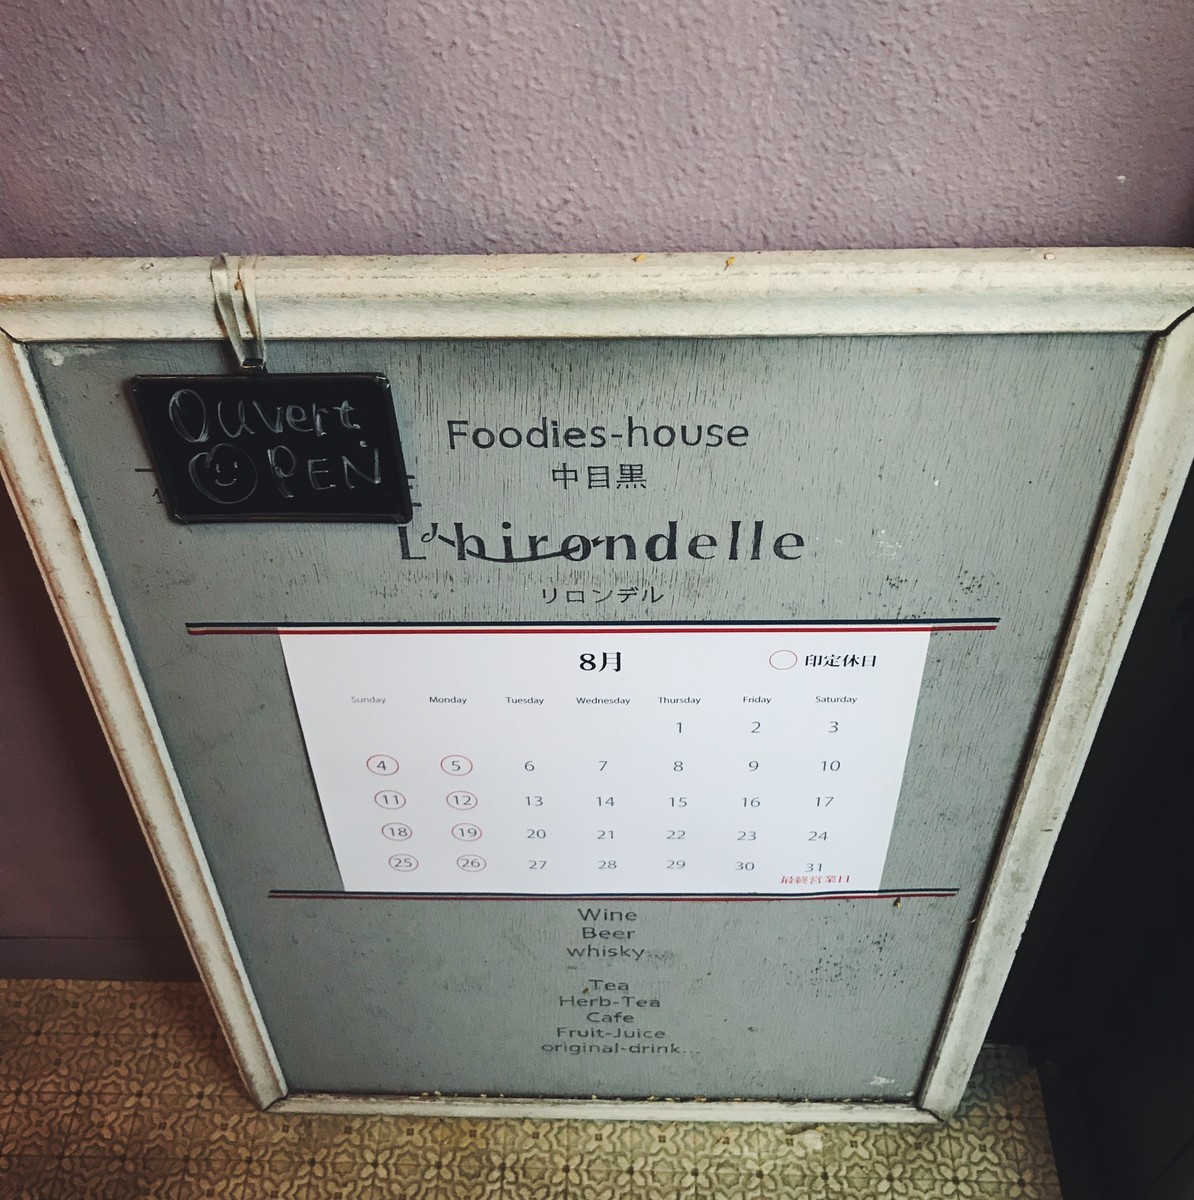 Ouvert
OPEN
Foodies-house
中目黒
L'hirondelle
リロンデル
8月
印定休日
Sunday Monday Tuesday Wednesday Thursday Friday Saturday
1 2 3
4 5 6 7 8 9 10
11 12 13 14 15 16 17
18 19 20 21 22 23 24
25 26 27 28 29 30 31
最終営業日
Wine
Beer
whisky...
Tea
Herb-Tea
Cafe
Fruit-Juice
original-drink...